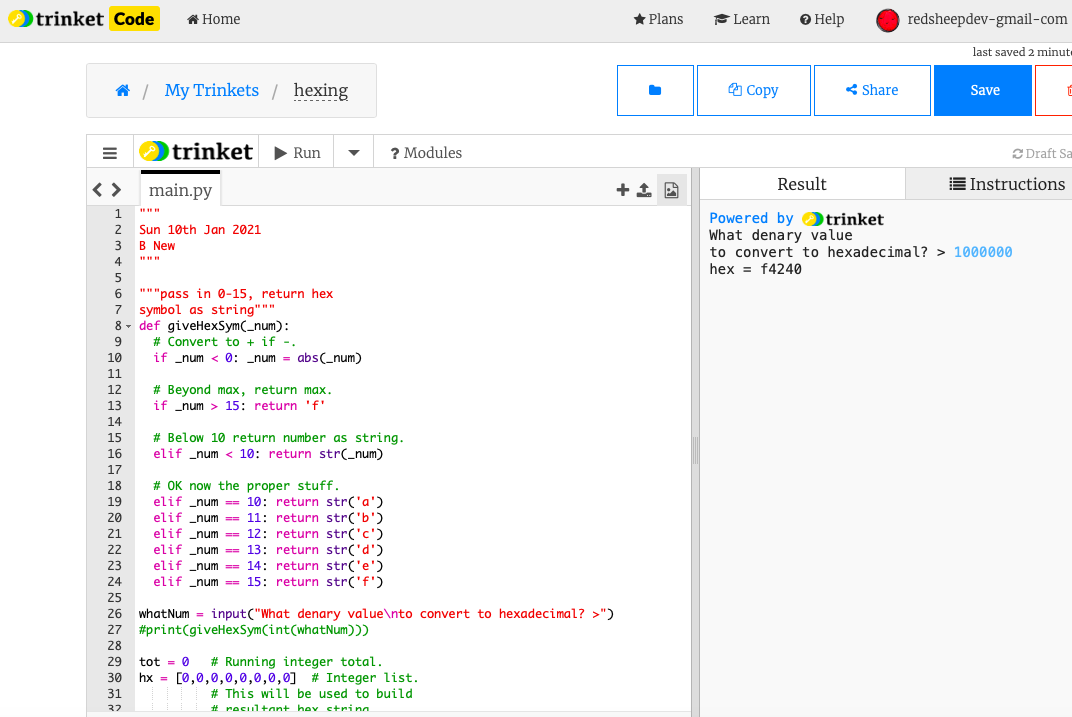 trinket Code Home Plans Learn Help redsheepdev-gmail-com
last saved 2
/ My Trinkets / hexing Copy Share Save
trinket Run ? Modules Draft
main.py Result Instructions
1 """
2 Sun 10th Jan 2021
3 B New
4 """
5
6 """pass in 0-15, return hex
7 symbol as string"""
8 def giveHexSym(_num):
9 # Convert to + if -.
10 if _num < 0: _num = abs(_num)
11
12 # Beyond max, return max.
13 if _num > 15: return 'f'
14
15 # Below 10 return number as string.
16 elif _num < 10: return str(_num)
17
18 # OK now the proper stuff.
19 elif _num == 10: return str('a')
20 elif _num == 11: return str('b')
21 elif _num == 12: return str('c')
22 elif _num == 13: return str('d')
23 elif _num == 14: return str('e')
24 elif _num == 15: return str('f')
25
26 whatNum = input("What denary value\nto convert to hexadecimal? >")
27 #print(giveHexSym(int(whatNum)))
28
29 tot = 0 # Running integer total.
30 hx = [0,0,0,0,0,0,0,0] # Integer list.
31 # This will be used to build
32 # resultant hex string
Powered by trinket
What denary value
to convert to hexadecimal? > 1000000
hex = f4240